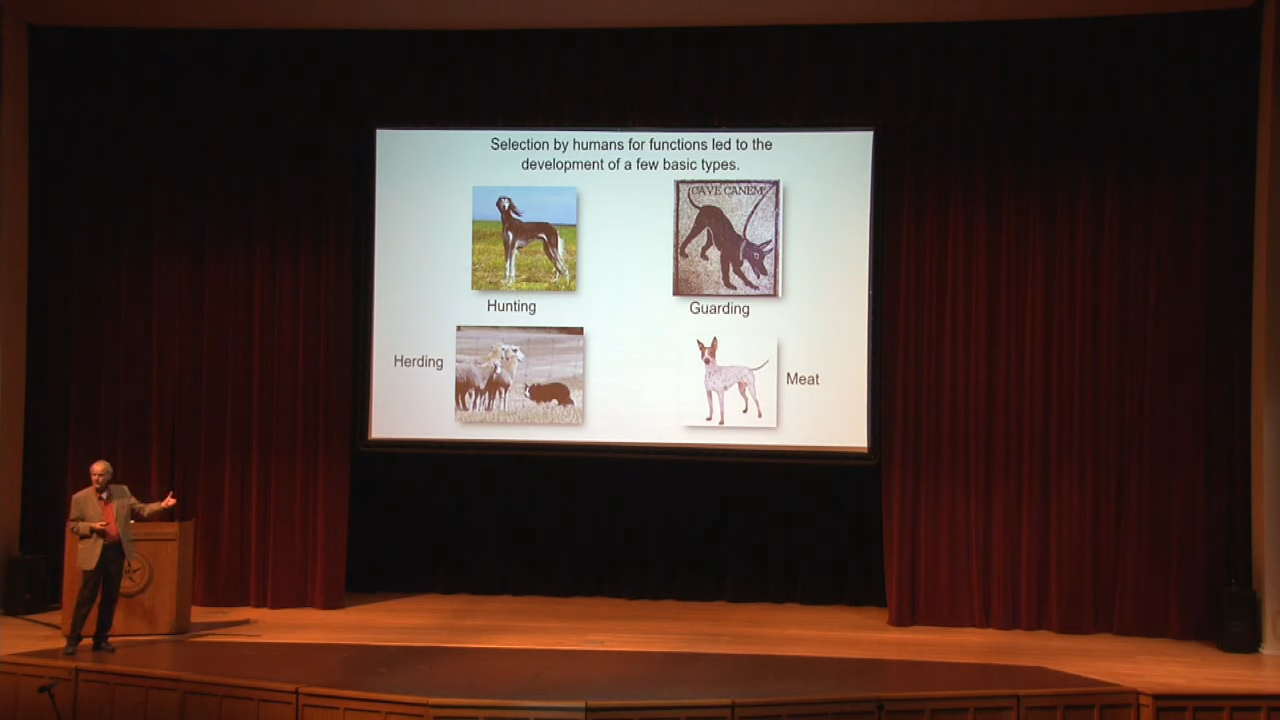 Selection by humans for functions led to the
development of a few basic types.
CAVE CANEM
Hunting
Guarding
Herding
Meat